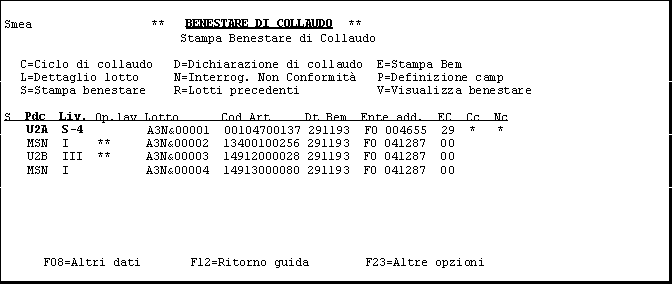 Smea ** BENESTARE DI COLLAUDO **
Stampa Benestare di Collaudo
C=Ciclo di collaudo D=Dichiarazione di collaudo E=Stampa Bem
L=Dettaglio lotto N=Interrog. Non Conformità P=Definizione camp
S=Stampa benestare R=Lotti precedenti V=Visualizza benestare
S Pdc Liv. Op.lav Lotto Cod Art Dt Bem Ente add. EC Cc Nc
U2A S-4 A3N&00001 00104700137 291193 FO 004655 29 * *
MSN I ** A3N&00002 13400100256 291193 FO 041287 00
U2B III ** A3N&00003 14912000028 291193 FO 041287 00
MSN I A3N&00004 14913000080 291193 FO 041287 00
F08=Altri dati F12=Ritorno guida F23=Altre opzioni